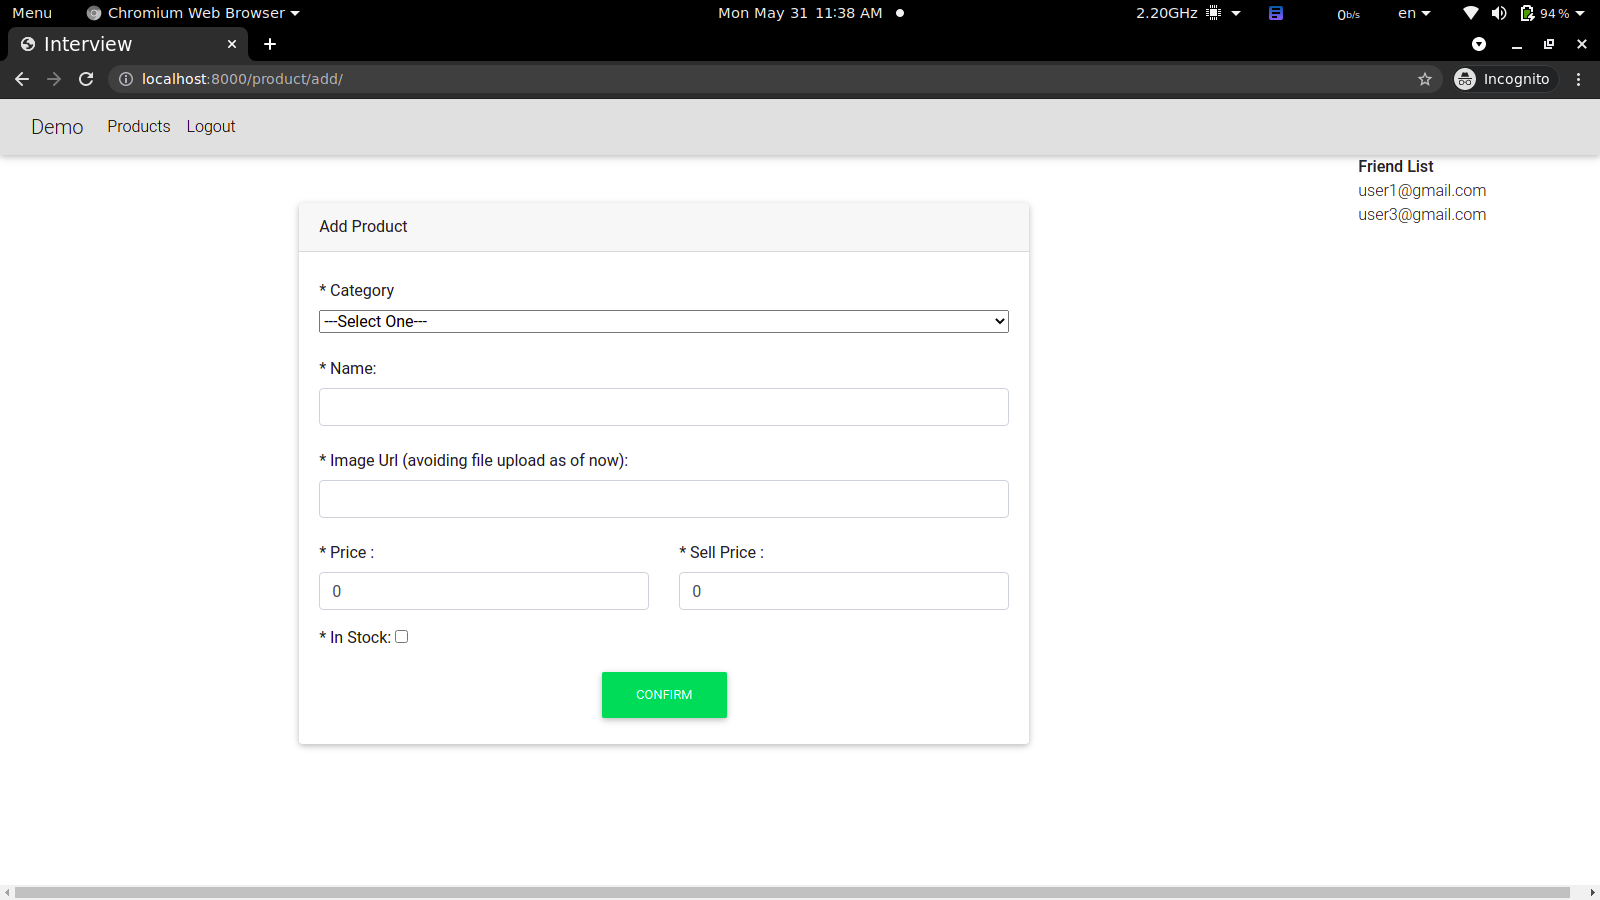 Menu Chromium Web Browser Mon May 31 11:38 AM 2.20GHz 0b/s en 94%
Interview
localhost:8000/product/add/ Incognito
Demo Products Logout
Friend List
user1@gmail.com
user3@gmail.com
Add Product
* Category
---Select One---
* Name:
* Image Url (avoiding file upload as of now):
* Price : * Sell Price :
0 0
* In Stock:
CONFIRM